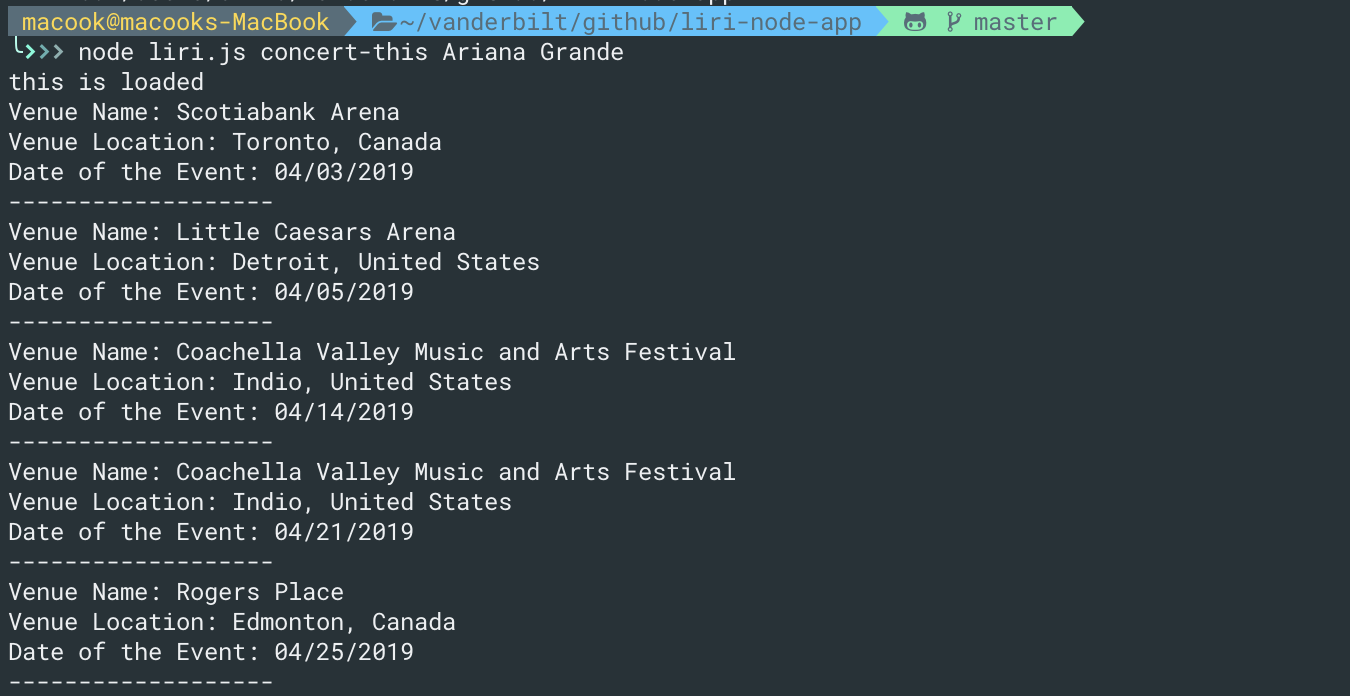 macook@macooks-MacBook ~/vanderbilt/github/liri-node-app master
node liri.js concert-this Ariana Grande
this is loaded
Venue Name: Scotiabank Arena
Venue Location: Toronto, Canada
Date of the Event: 04/03/2019
-------------------
Venue Name: Little Caesars Arena
Venue Location: Detroit, United States
Date of the Event: 04/05/2019
-------------------
Venue Name: Coachella Valley Music and Arts Festival
Venue Location: Indio, United States
Date of the Event: 04/14/2019
-------------------
Venue Name: Coachella Valley Music and Arts Festival
Venue Location: Indio, United States
Date of the Event: 04/21/2019
-------------------
Venue Name: Rogers Place
Venue Location: Edmonton, Canada
Date of the Event: 04/25/2019
-------------------